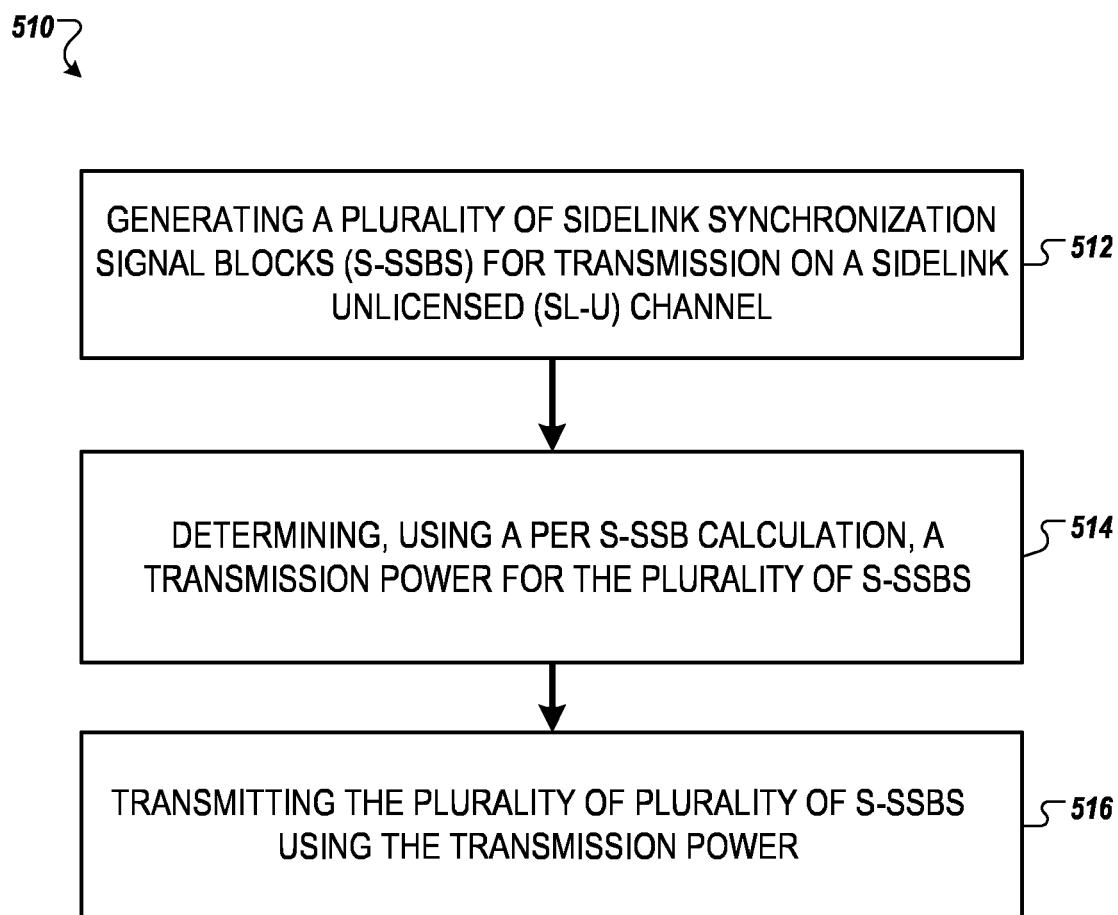 510
GENERATING A PLURALITY OF SIDELINK SYNCHRONIZATION
SIGNAL BLOCKS (S-SSBS) FOR TRANSMISSION ON A SIDELINK
UNLICENSED (SL-U) CHANNEL
512
DETERMINING, USING A PER S-SSB CALCULATION, A
TRANSMISSION POWER FOR THE PLURALITY OF S-SSBS
514
TRANSMITTING THE PLURALITY OF PLURALITY OF S-SSBS
USING THE TRANSMISSION POWER
516